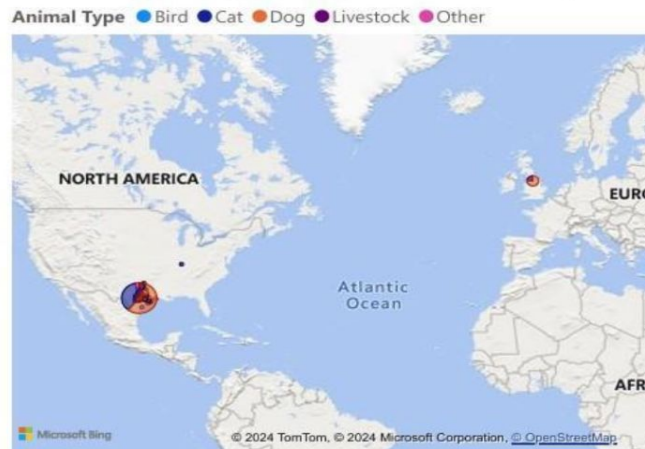 Animal Type Bird Cat Dog Livestock Other
NORTH AMERICA
EURO
Atlantic
Ocean
AFR
Microsoft Bing
© 2024 TomTom, © 2024 Microsoft Corporation, © OpenStreetMap